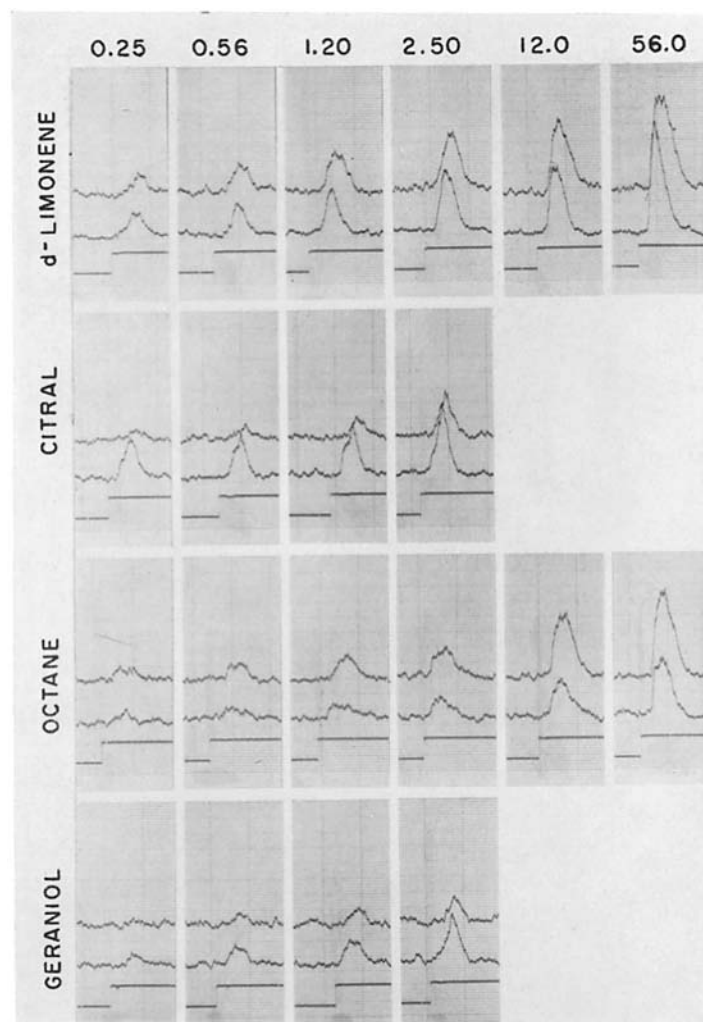 0.25 0.56 1.20 2.50 12.0 56.0
d-LIMONENE
CITRAL
OCTANE
GERANIOL